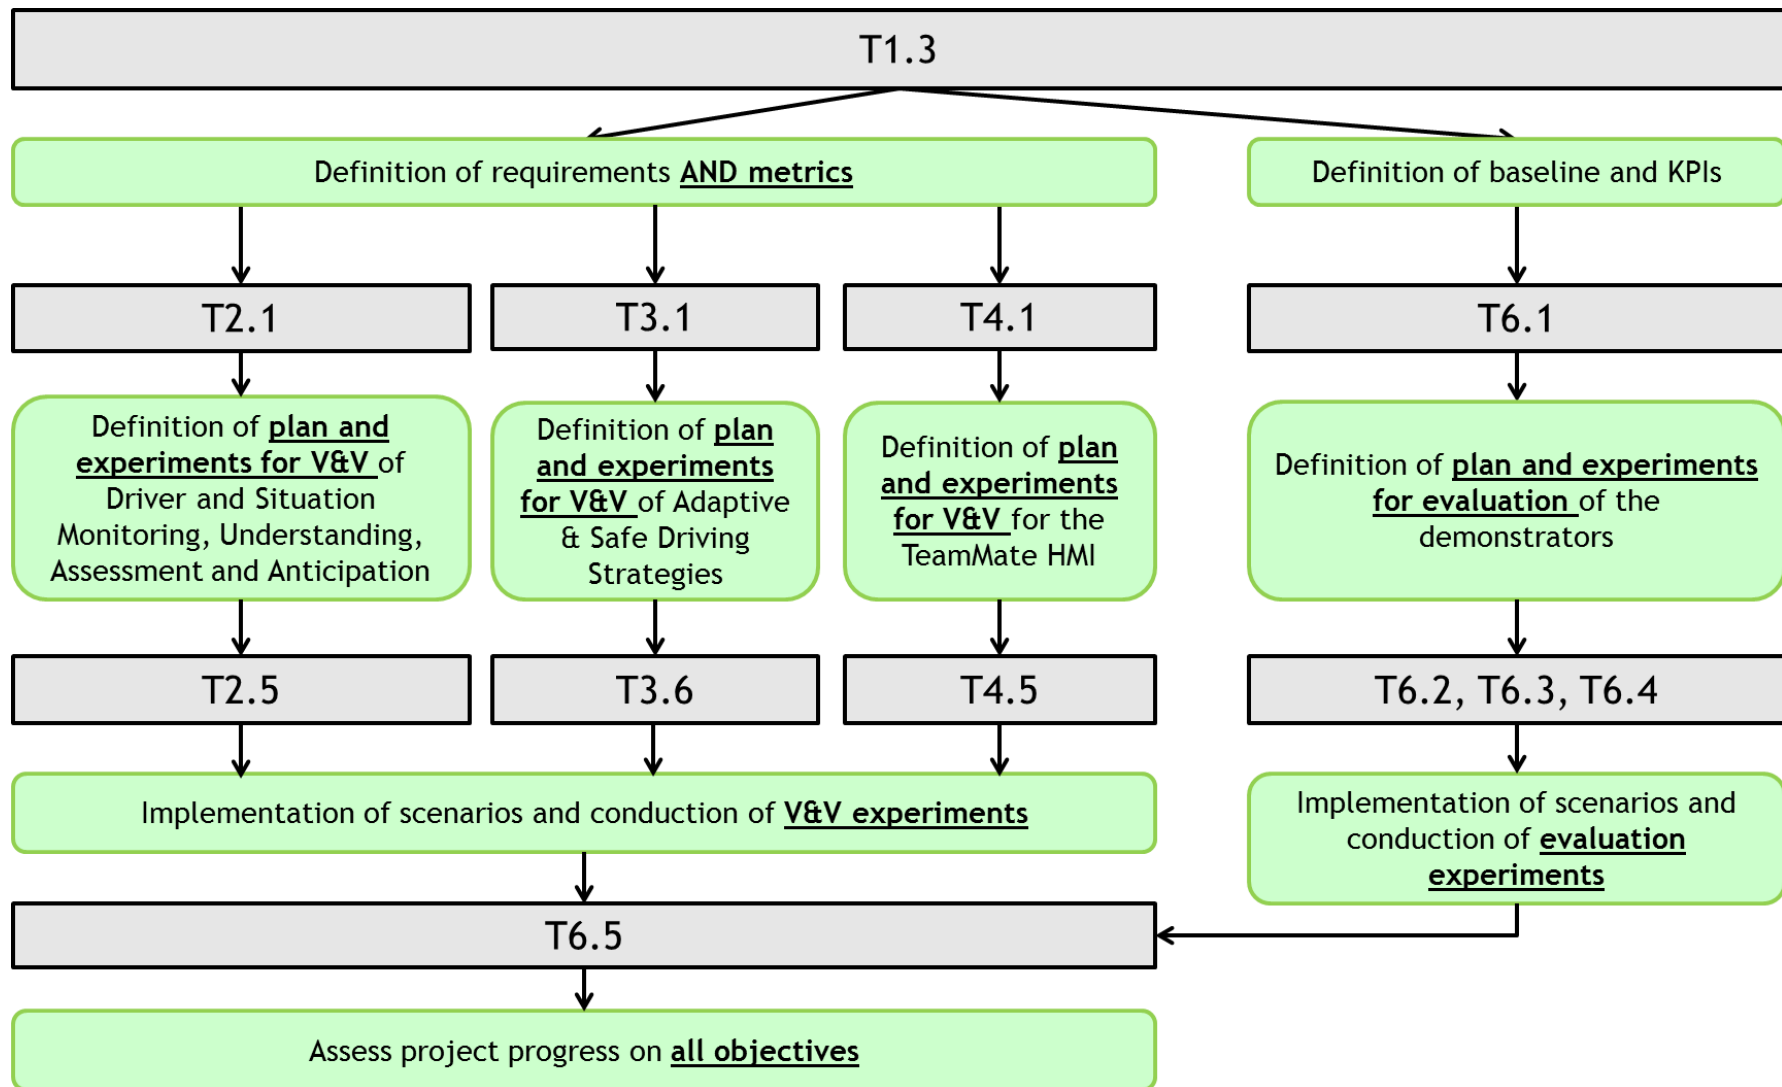 T1.3
Definition of requirements AND metrics
Definition of baseline and KPIs
T2.1
T3.1
T4.1
T6.1
Definition of plan and
experiments for V&V of
Driver and Situation
Monitoring, Understanding,
Assessment and Anticipation
Definition of plan
and experiments
for V&V of Adaptive
& Safe Driving
Strategies
Definition of plan
and experiments
for V&V for the
TeamMate HMI
Definition of plan and experiments
for evaluation of the
demonstrators
T2.5
T3.6
T4.5
T6.2, T6.3, T6.4
Implementation of scenarios and conduction of V&V experiments
Implementation of scenarios and
conduction of evaluation
experiments
T6.5
Assess project progress on all objectives